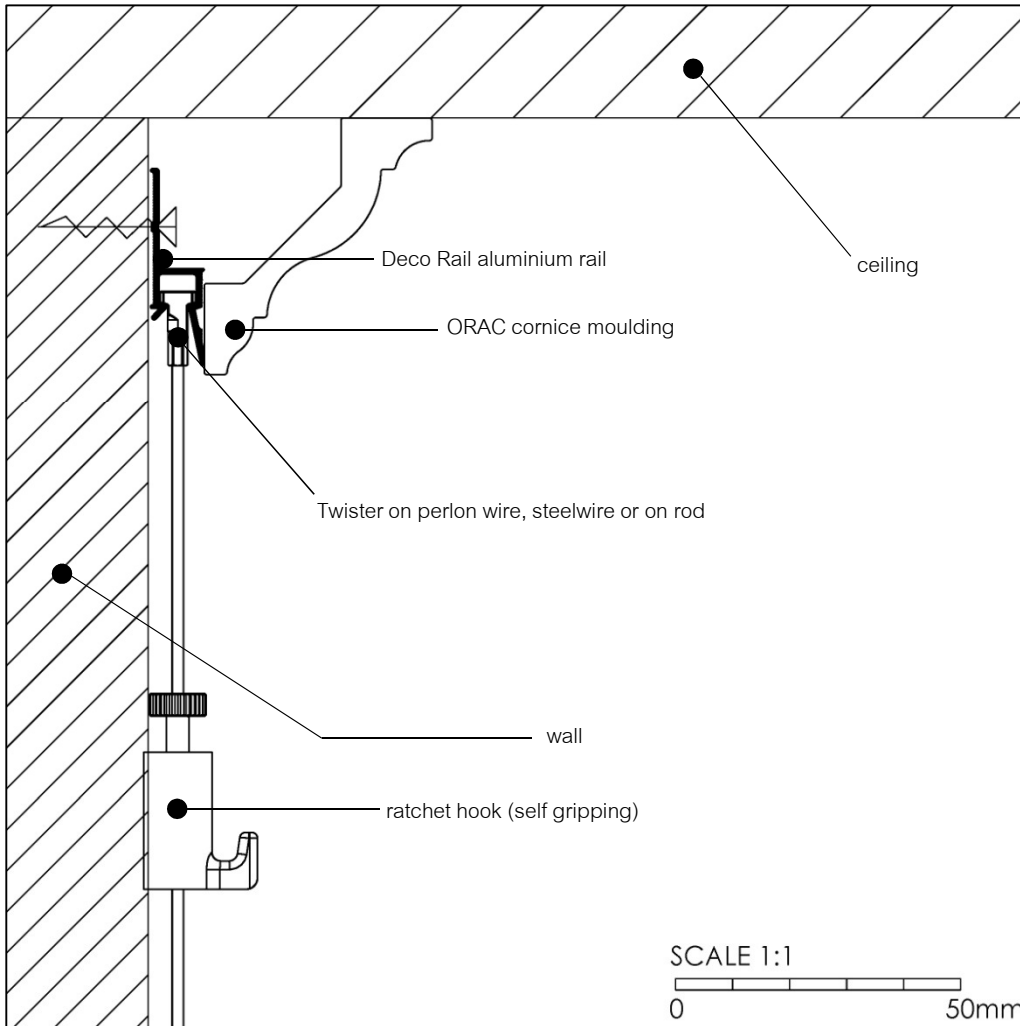 Deco Rail aluminium rail
ceiling
ORAC cornice moulding
Twister on perlon wire, steelwire or on rod
wall
ratchet hook (self gripping)
SCALE 1:1
0 50mm